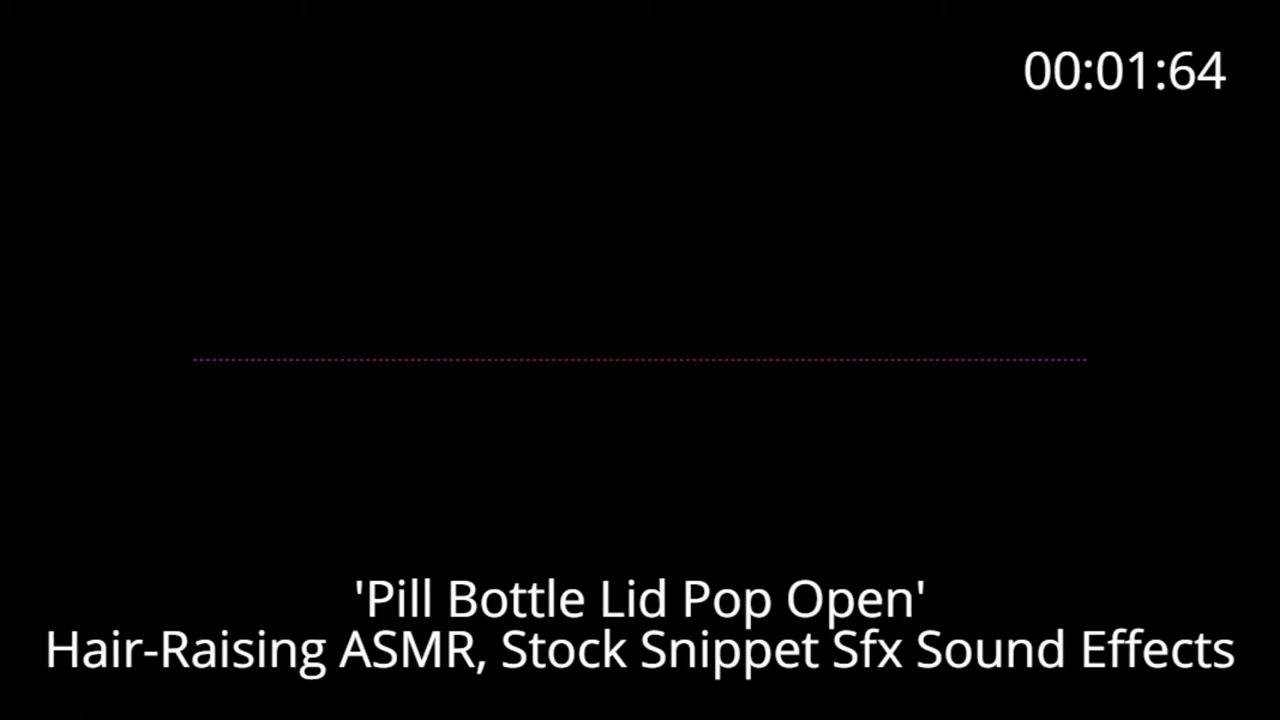 00:01:64
'Pill Bottle Lid Pop Open'
Hair-Raising ASMR, Stock Snippet Sfx Sound Effects